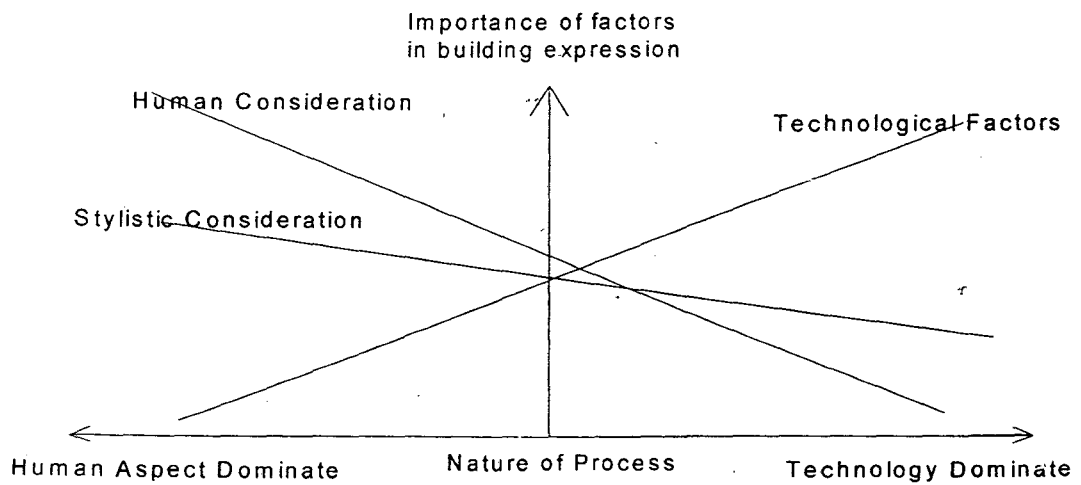 Importance of factors
in building expression
Human Consideration
Technological Factors
Stylistic Consideration
Human Aspect Dominate
Nature of Process
Technology Dominate